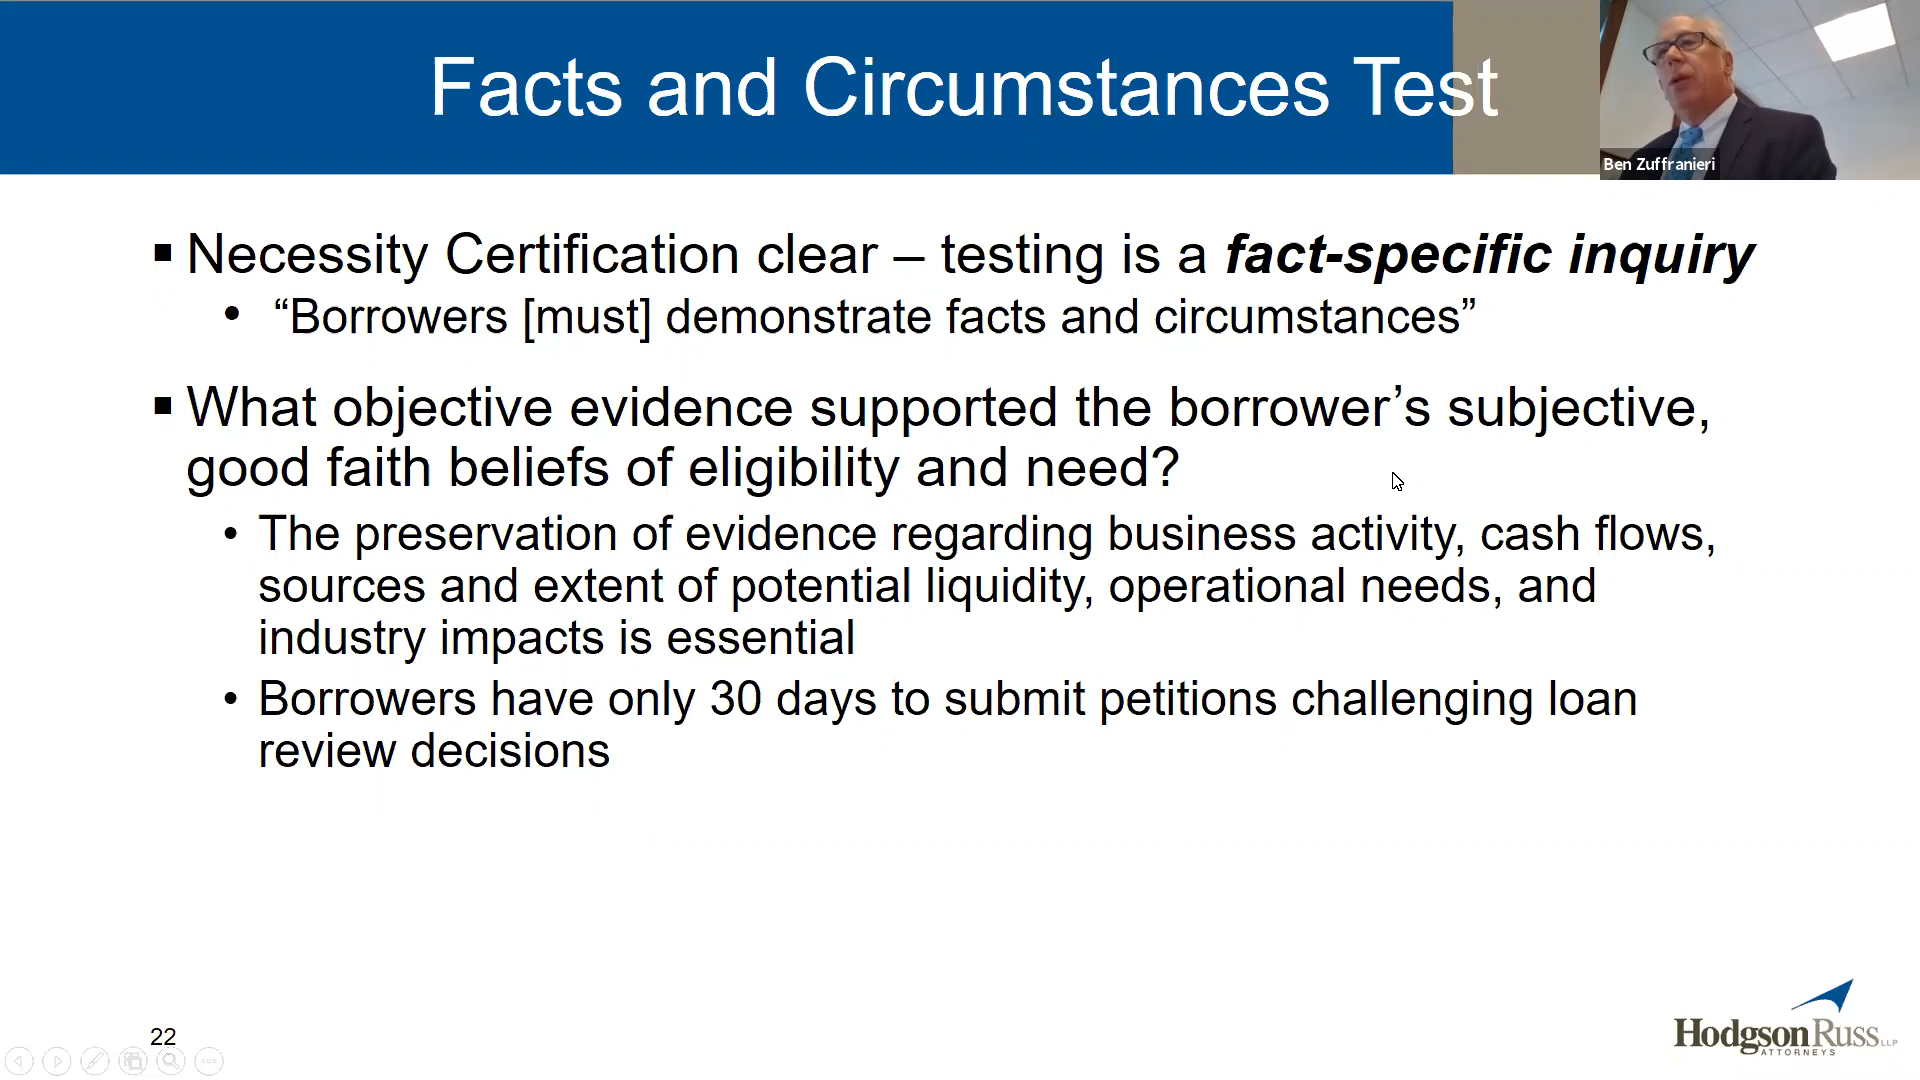 Facts and Circumstances Test
Ben Zuffranieri
▪ Necessity Certification clear – testing is a fact-specific inquiry
• “Borrowers [must] demonstrate facts and circumstances”
▪ What objective evidence supported the borrower’s subjective,
good faith beliefs of eligibility and need?
• The preservation of evidence regarding business activity, cash flows,
sources and extent of potential liquidity, operational needs, and
industry impacts is essential
• Borrowers have only 30 days to submit petitions challenging loan
review decisions
22
HodgsonRuss LLP
ATTORNEYS